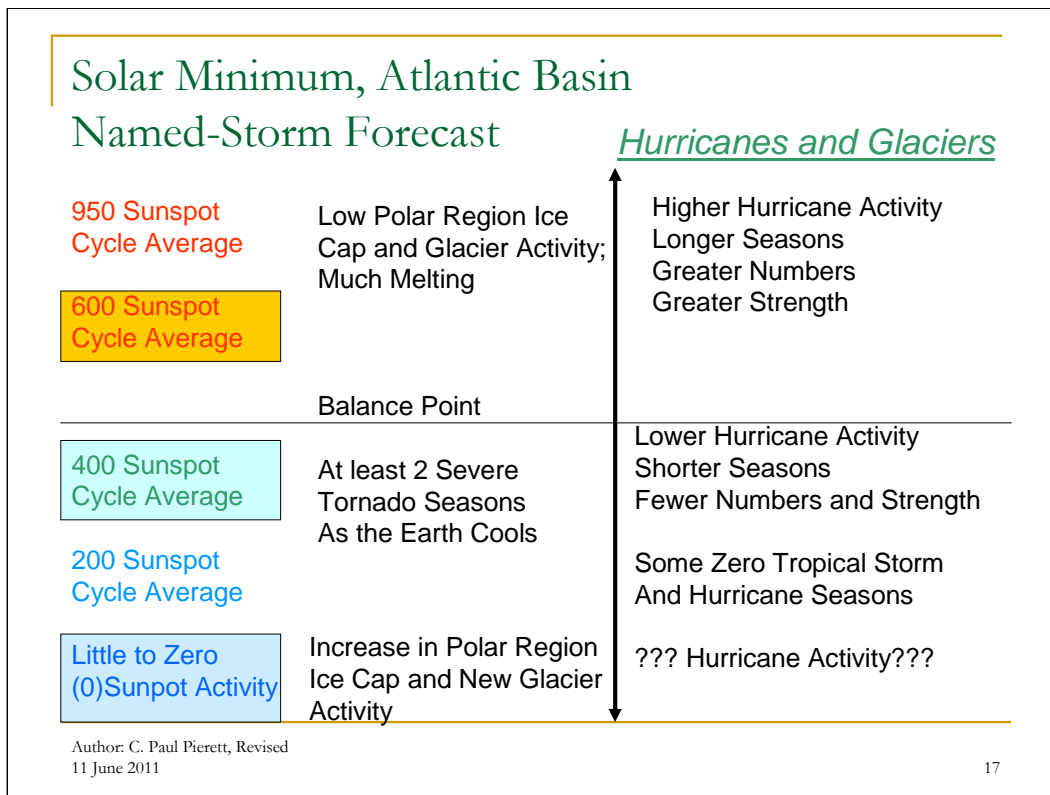 Solar Minimum, Atlantic Basin
Named-Storm Forecast
Hurricanes and Glaciers
950 Sunspot
Cycle Average
Low Polar Region Ice
Cap and Glacier Activity;
Much Melting
Higher Hurricane Activity
Longer Seasons
Greater Numbers
Greater Strength
600 Sunspot
Cycle Average
Balance Point
400 Sunspot
Cycle Average
At least 2 Severe
Tornado Seasons
As the Earth Cools
Lower Hurricane Activity
Shorter Seasons
Fewer Numbers and Strength
200 Sunspot
Cycle Average
Some Zero Tropical Storm
And Hurricane Seasons
Little to Zero
(0)Sunpot Activity
Increase in Polar Region
Ice Cap and New Glacier
Activity
??? Hurricane Activity???
Author: C. Paul Pierett, Revised
11 June 2011
17